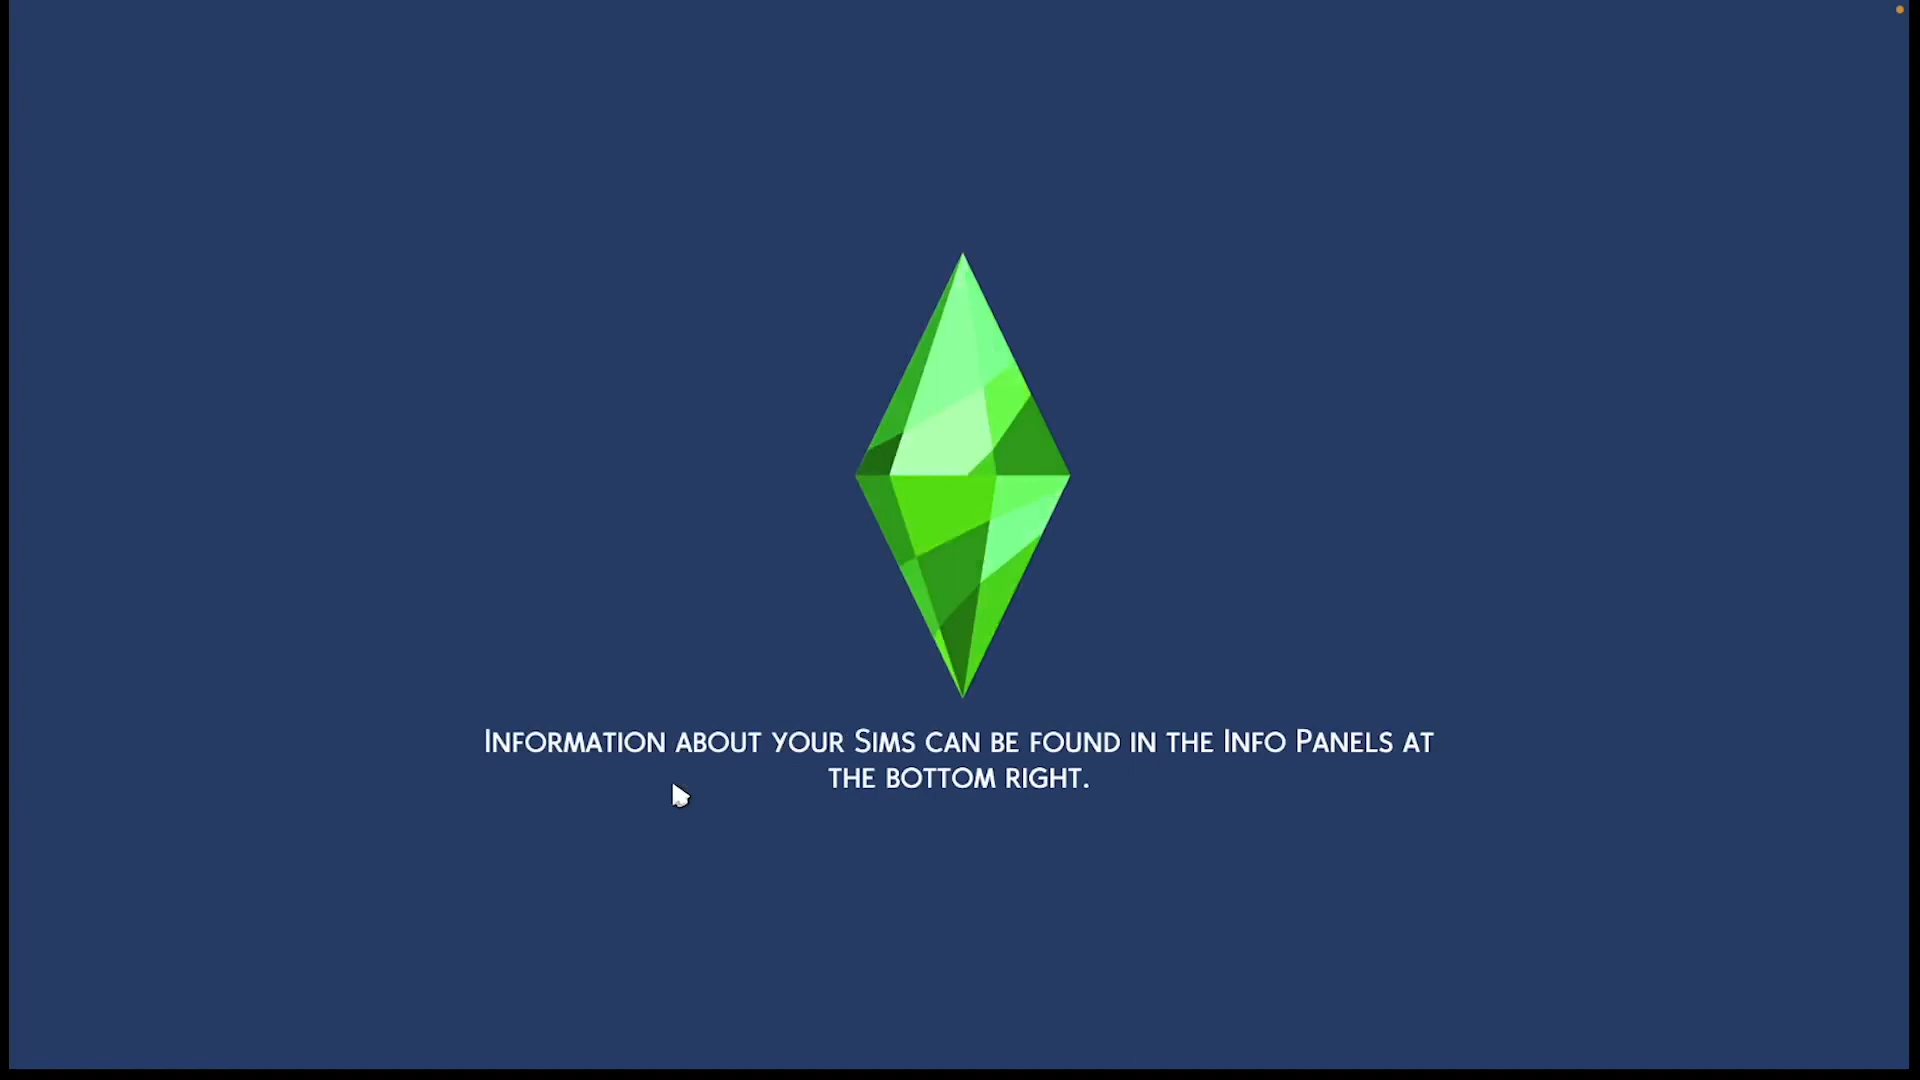 Information about your Sims can be found in the Info Panels at
the bottom right.